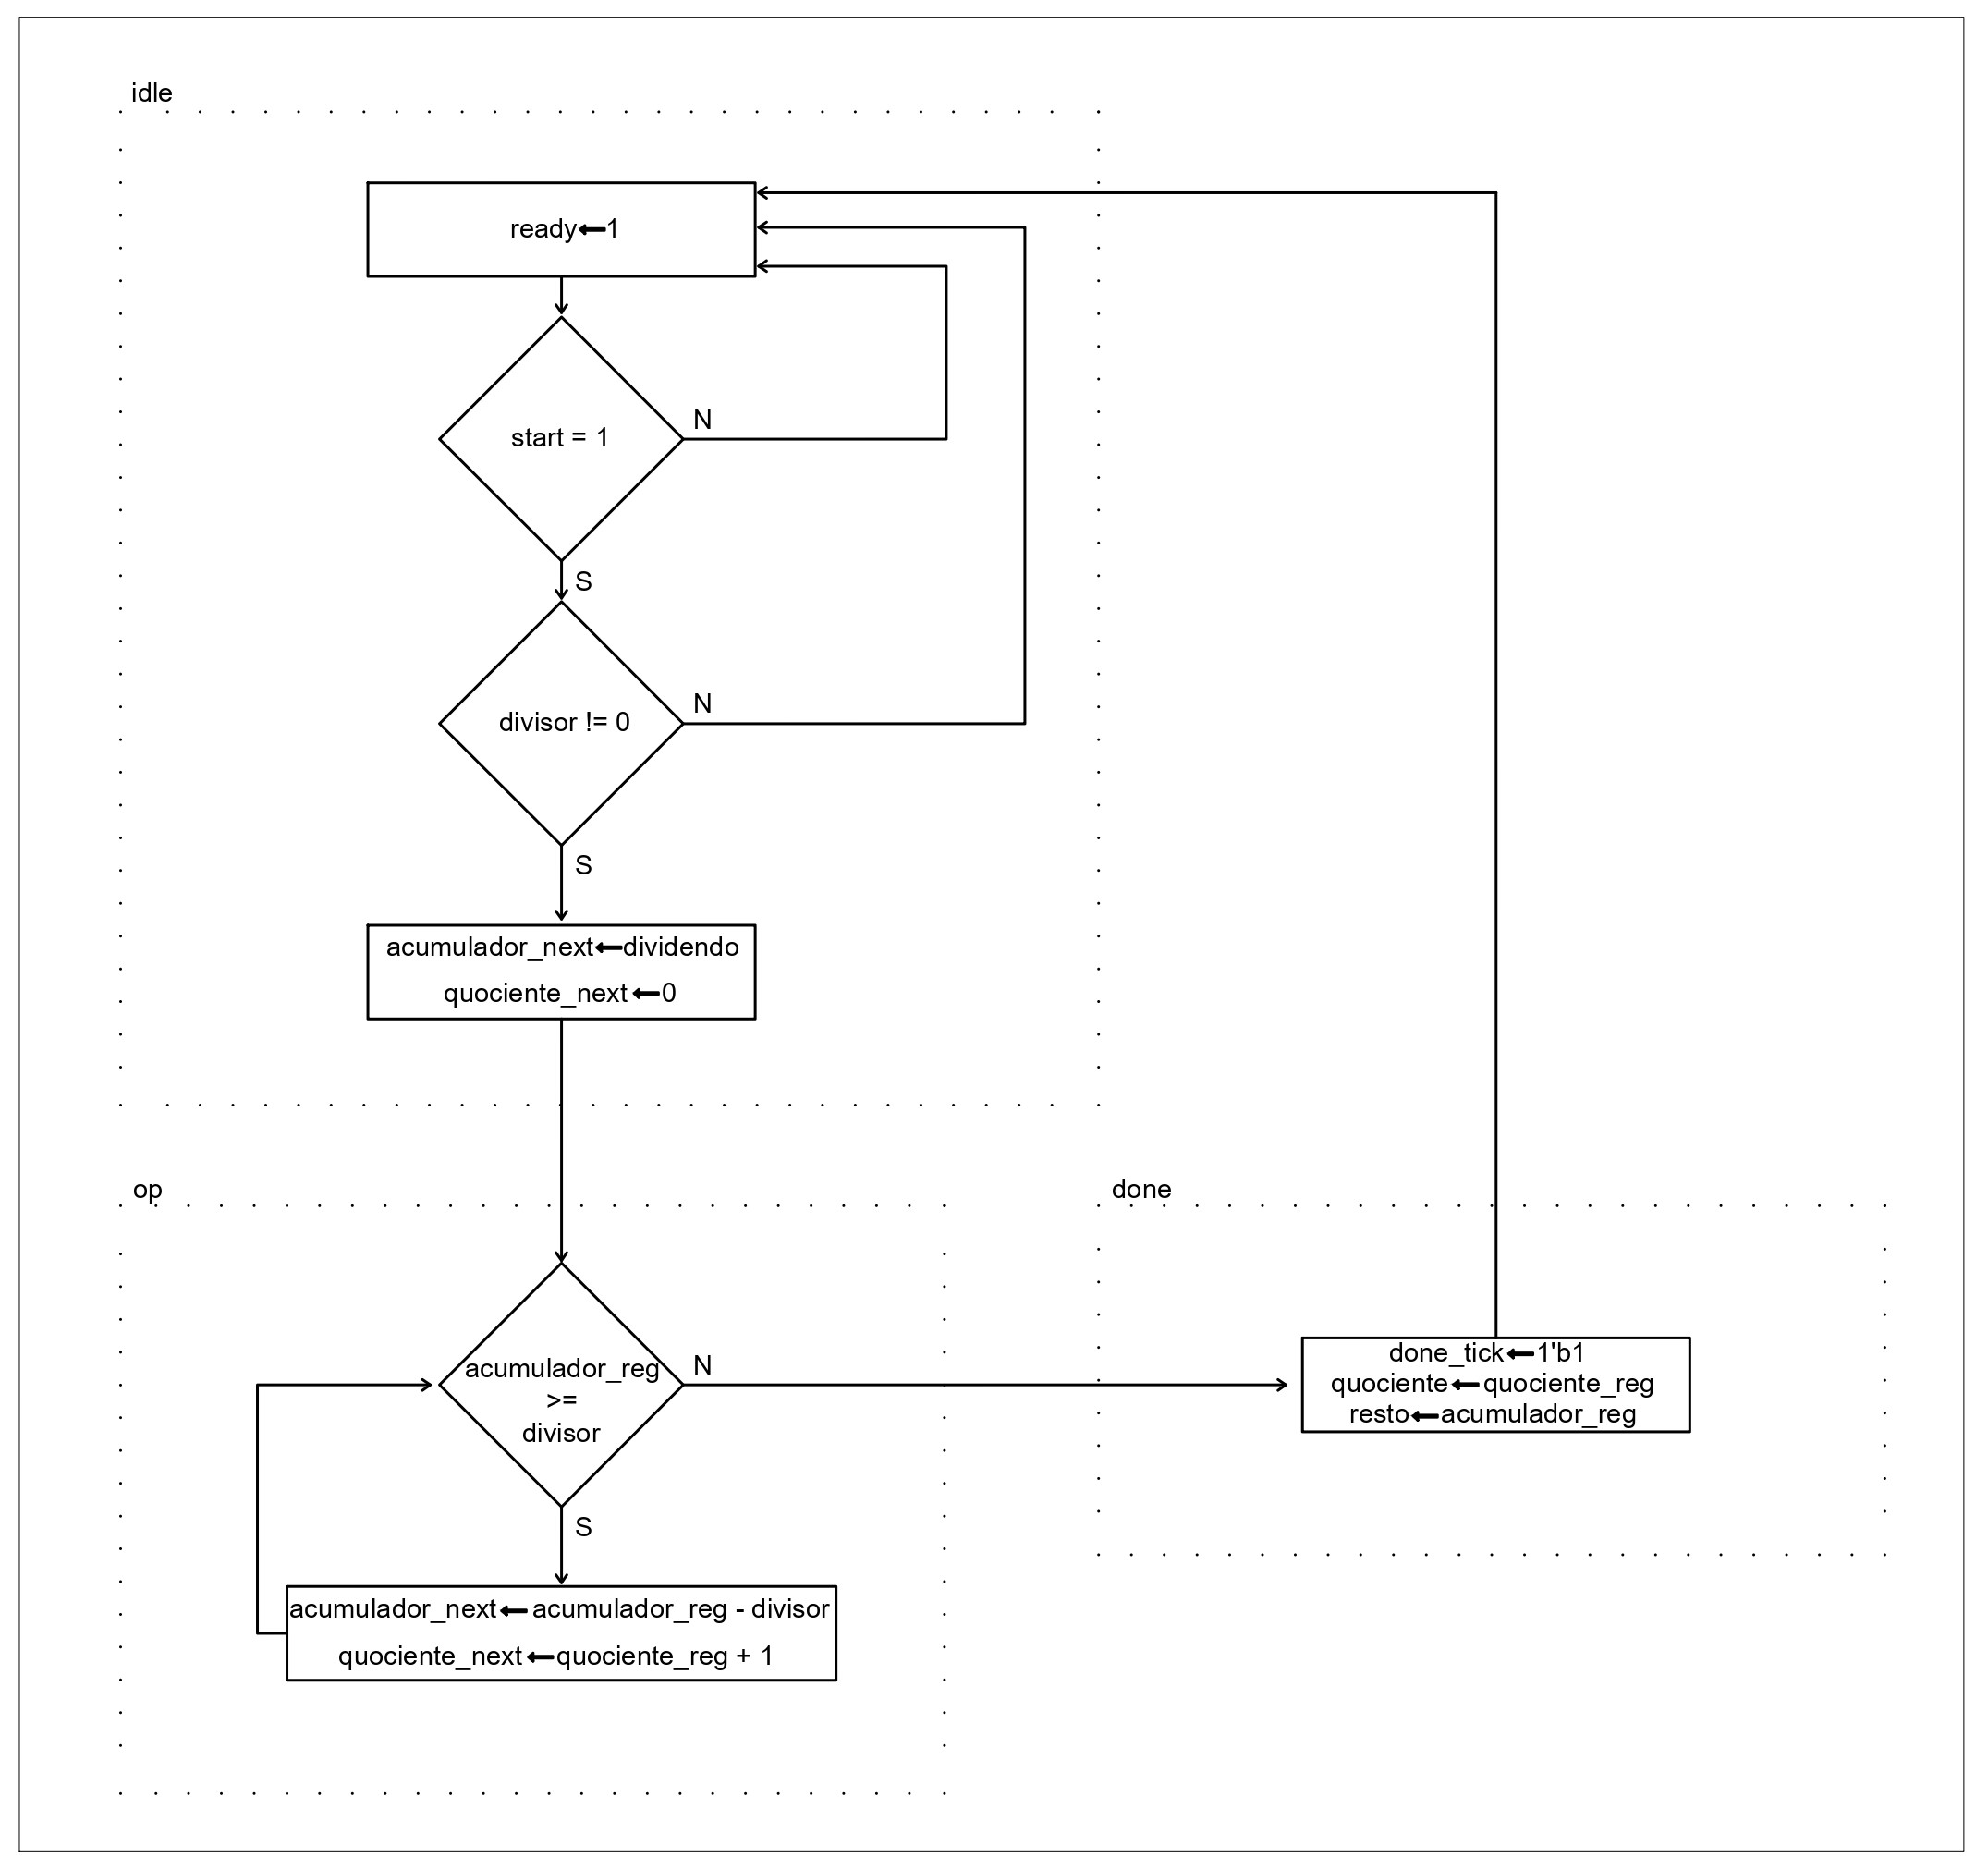 idle
ready←1
start = 1
N
S
divisor != 0
N
S
acumulador_next←dividendo
quociente_next←0
op
done
acumulador_reg
>=
divisor
N
S
done_tick←1'b1
quociente←quociente_reg
resto←acumulador_reg
acumulador_next←acumulador_reg - divisor
quociente_next←quociente_reg + 1